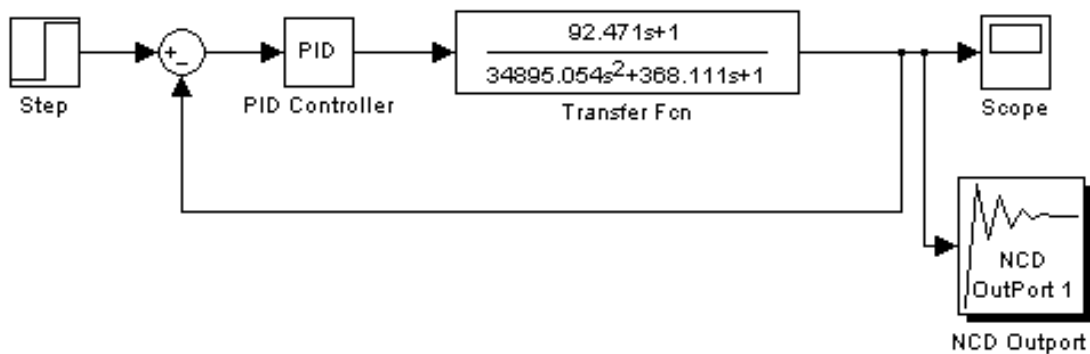 +
−
PID
92.471s+1
34895.054s²+368.111s+1
Step
PID Controller
Transfer Fcn
Scope
NCD
OutPort 1
NCD Outport